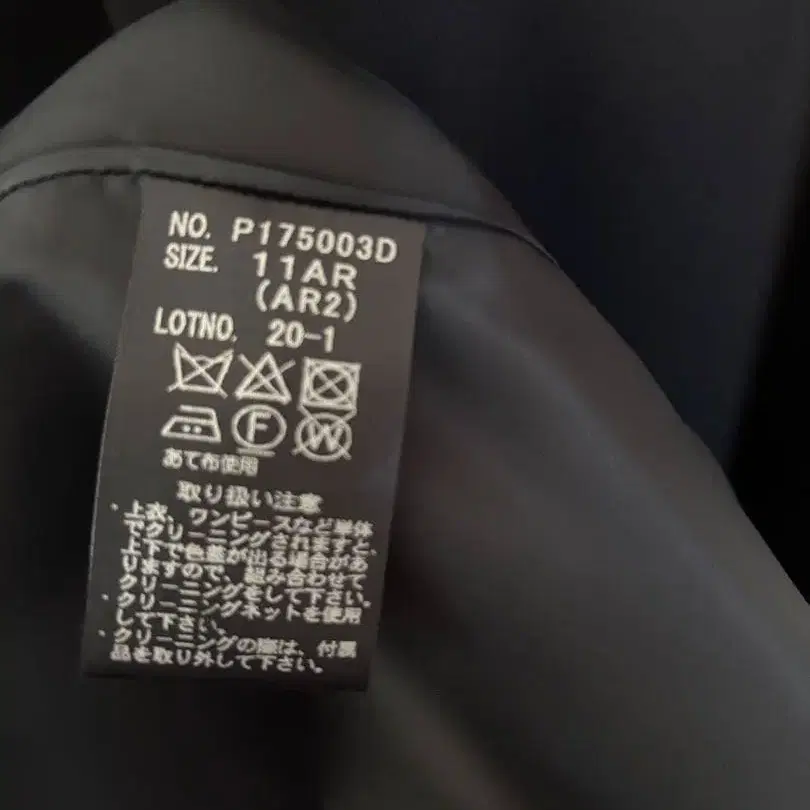 NO. P175003D
SIZE. 11AR
(AR2)
LOTNO. 20-1
F W
あて布使用
取り扱い注意
・上衣、ワンピースなど単体
でクリーニングされますと、
上下で色差が出る場合があ
りますので、組み合わせて
クリーニングをして下さい。
・クリーニングネットを使用
して下さい。
・クリーニングの際は、付属
品を取り外して下さい。